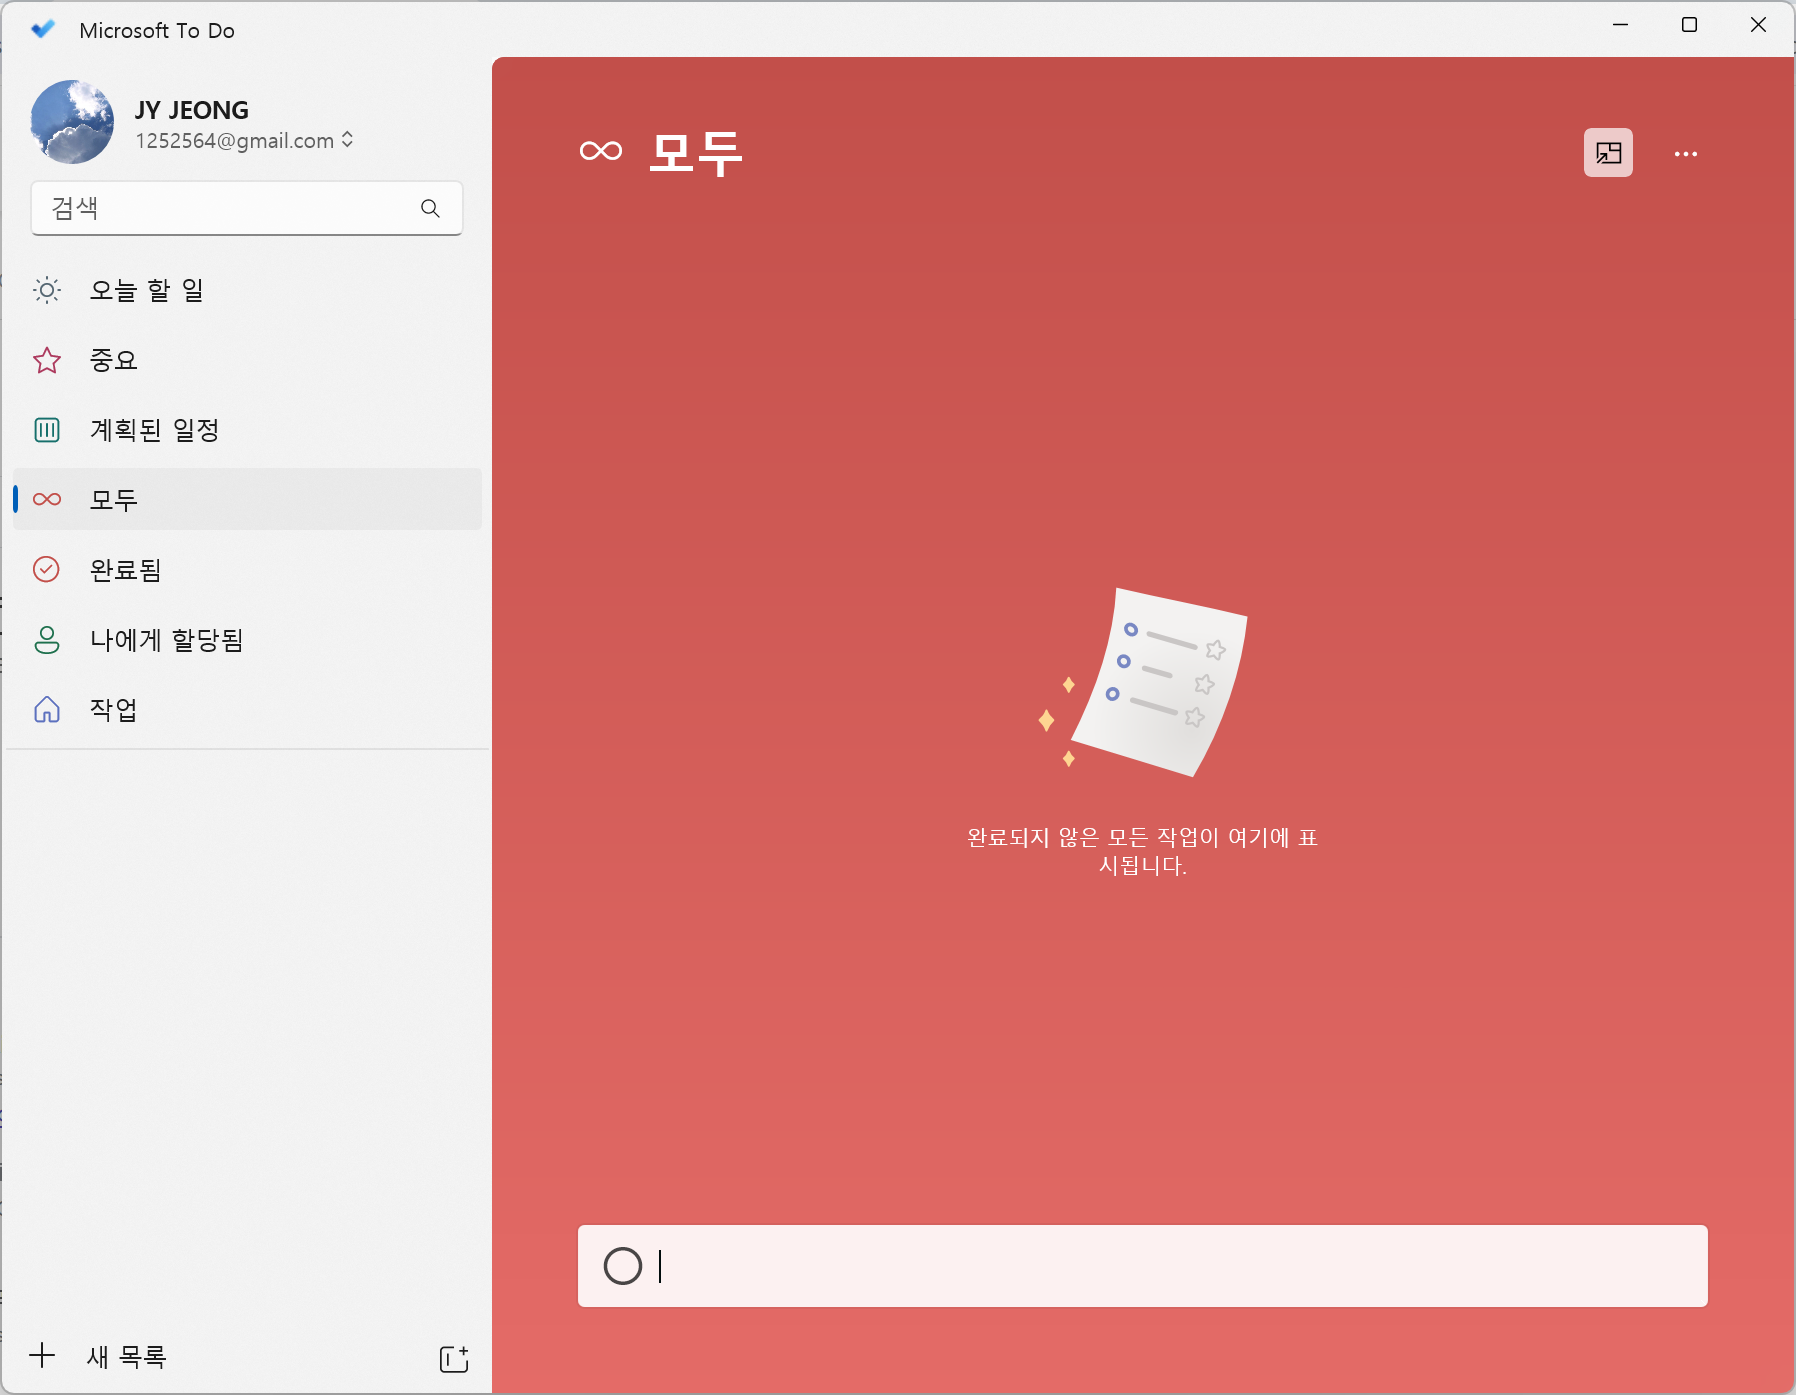 Microsoft To Do
JY JEONG
1252564@gmail.com
검색
오늘 할 일
중요
계획된 일정
모두
완료됨
나에게 할당됨
작업
새 목록
모두
완료되지 않은 모든 작업이 여기에 표
시됩니다.